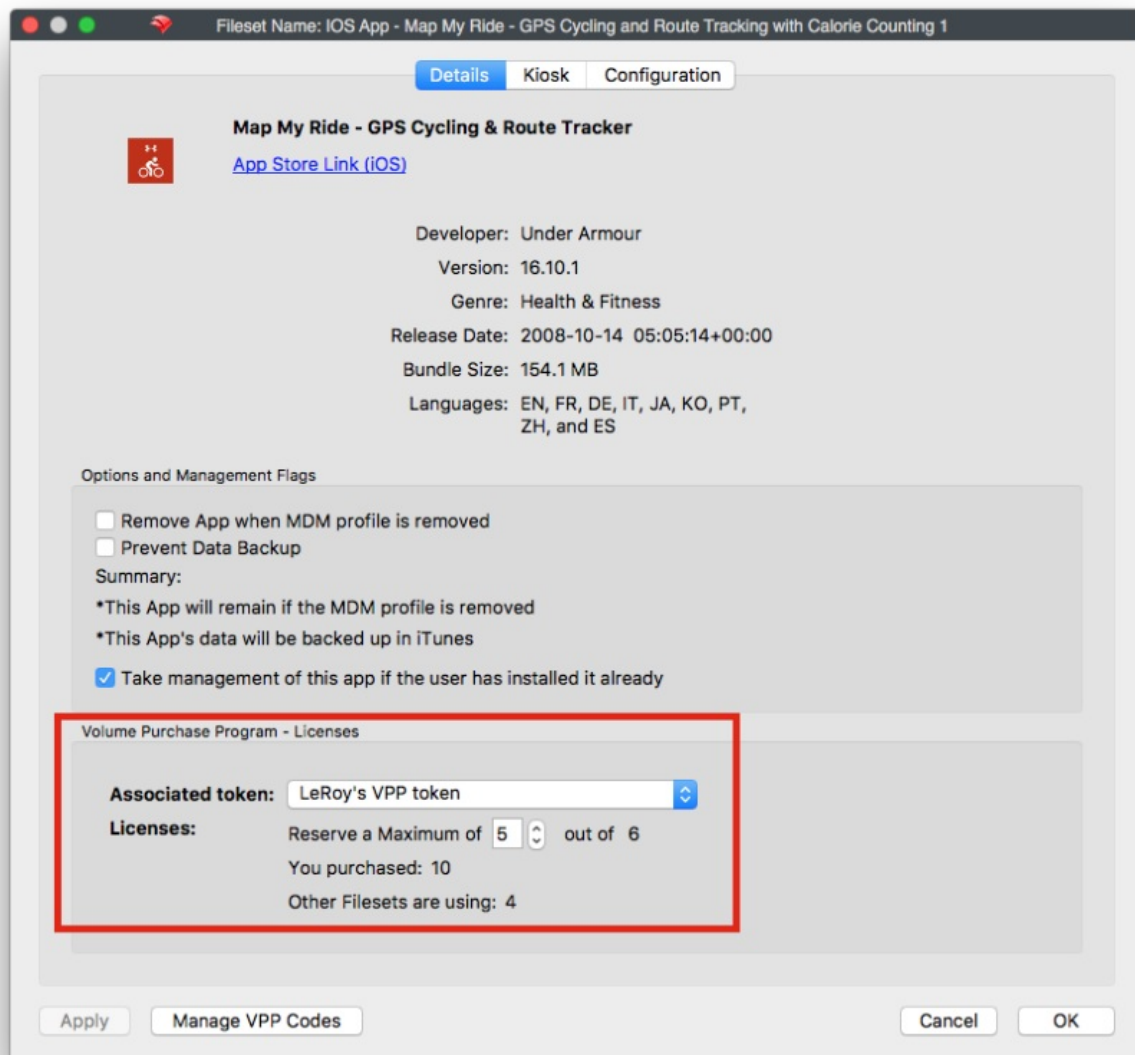 Fileset Name: IOS App - Map My Ride - GPS Cycling and Route Tracking with Calorie Counting 1
Details Kiosk Configuration
Map My Ride - GPS Cycling & Route Tracker
App Store Link (iOS)
Developer: Under Armour
Version: 16.10.1
Genre: Health & Fitness
Release Date: 2008-10-14 05:05:14+00:00
Bundle Size: 154.1 MB
Languages: EN, FR, DE, IT, JA, KO, PT,
ZH, and ES
Options and Management Flags
Remove App when MDM profile is removed
Prevent Data Backup
Summary:
*This App will remain if the MDM profile is removed
*This App's data will be backed up in iTunes
Take management of this app if the user has installed it already
Volume Purchase Program - Licenses
Associated token: LeRoy's VPP token
Licenses: Reserve a Maximum of 5 out of 6
You purchased: 10
Other Filesets are using: 4
Apply Manage VPP Codes Cancel OK